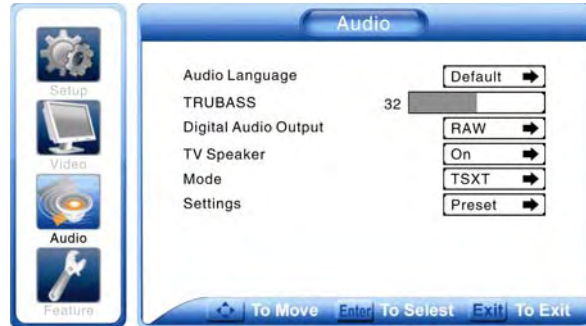 Audio
Setup
Video
Audio
Feature
Audio Language Default
TRUBASS 32
Digital Audio Output RAW
TV Speaker On
Mode TSXT
Settings Preset
To Move Enter To Selest Exit To Exit